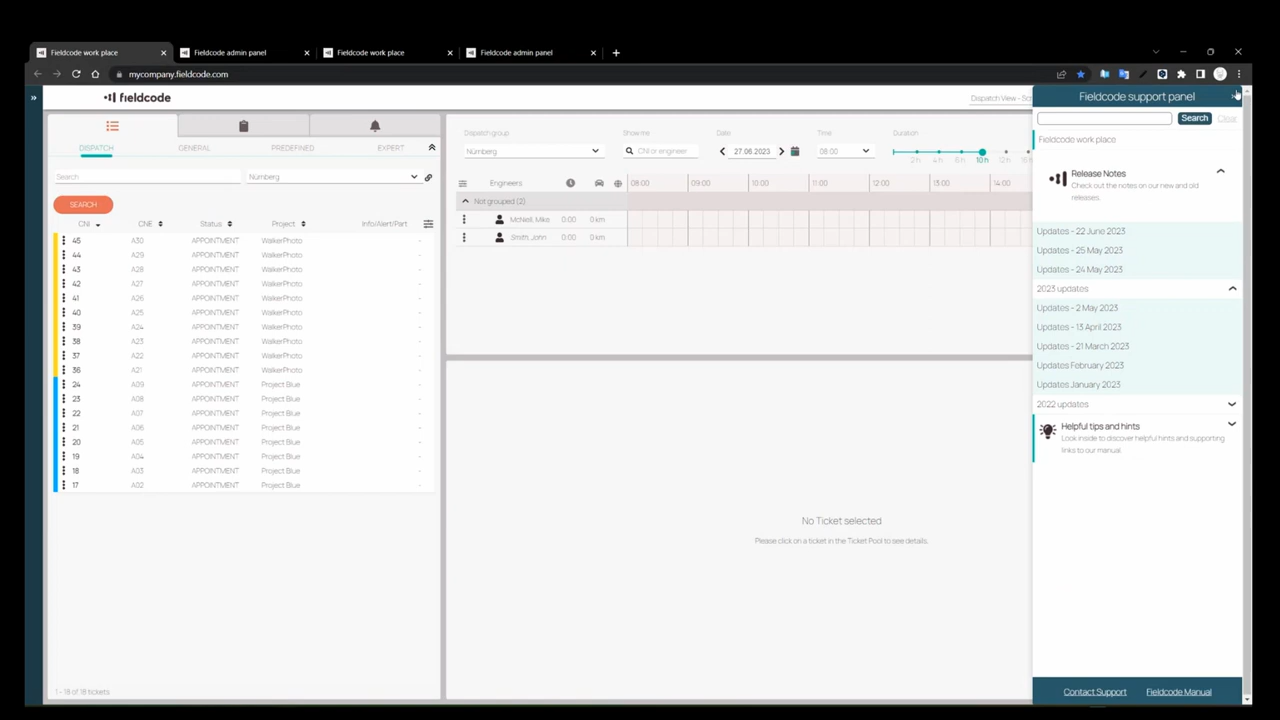 Fieldcode work place
Fieldcode admin panel
Fieldcode work place
Fieldcode admin panel
mycompany.fieldcode.com
fieldcode
Dispatch View -
DISPATCH GENERAL PREDEFINED EXPERT
Search Nürnberg
SEARCH
CNI CNE Status Project Info/Alert/Part
45 A30 APPOINTMENT WalkerPhoto -
44 A29 APPOINTMENT WalkerPhoto -
43 A28 APPOINTMENT WalkerPhoto -
42 A27 APPOINTMENT WalkerPhoto -
41 A26 APPOINTMENT WalkerPhoto -
40 A25 APPOINTMENT WalkerPhoto -
39 A24 APPOINTMENT WalkerPhoto -
38 A23 APPOINTMENT WalkerPhoto -
37 A22 APPOINTMENT WalkerPhoto -
36 A21 APPOINTMENT WalkerPhoto -
24 A09 APPOINTMENT Project Blue -
23 A08 APPOINTMENT Project Blue -
22 A07 APPOINTMENT Project Blue -
21 A06 APPOINTMENT Project Blue -
20 A05 APPOINTMENT Project Blue -
19 A04 APPOINTMENT Project Blue -
18 A03 APPOINTMENT Project Blue -
17 A02 APPOINTMENT Project Blue -
1 - 18 of 18 tickets
Dispatch group Show me Date Time Duration
Nürnberg CNI or engineer 27.06.2023 08:00
2h 4h 6h 8h 10h 12h
Engineers 08:00 09:00 10:00 11:00 12:00 13:00 14:00
Not grouped (2)
McNeil, Mike 0:00 0 km
Smith, John 0:00 0 km
No Ticket selected
Please click on a ticket in the Ticket Pool to see details.
Fieldcode support panel
Search Clear
Fieldcode work place
Release Notes
Check out the notes on our new and old
releases.
Updates - 22 June 2023
Updates - 25 May 2023
Updates - 24 May 2023
2023 updates
Updates - 2 May 2023
Updates - 13 April 2023
Updates - 21 March 2023
Updates February 2023
Updates January 2023
2022 updates
Helpful tips and hints
Look inside to discover helpful hints and supporting
links to our manual
Contact Support Fieldcode Manual